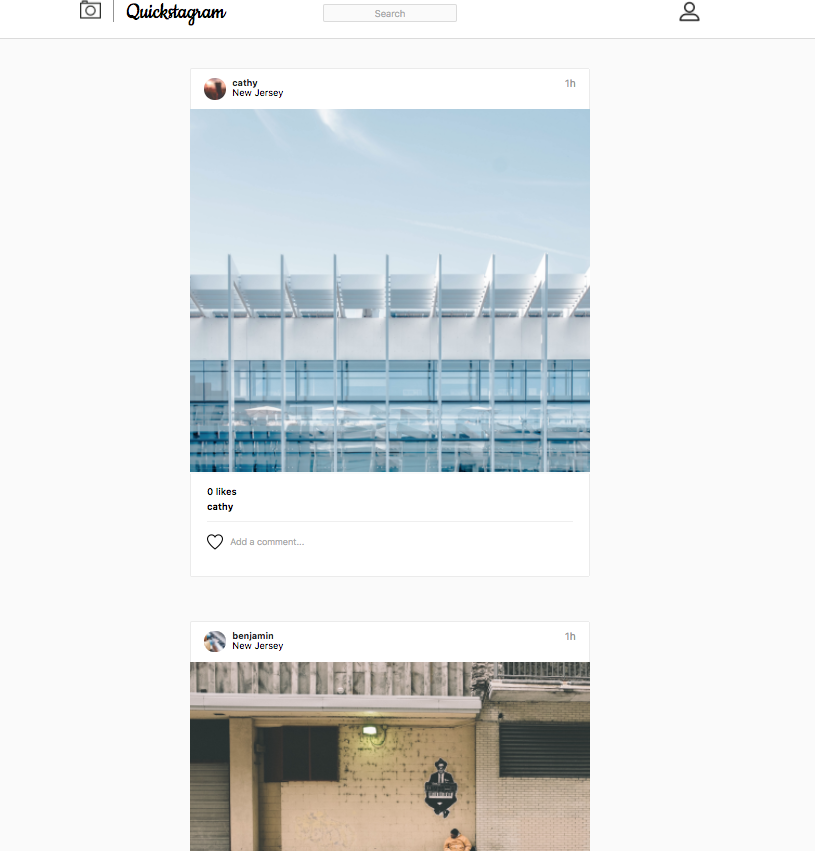 Quickstagram
Search
cathy
New Jersey
1h
0 likes
cathy
Add a comment...
benjamin
New Jersey
1h